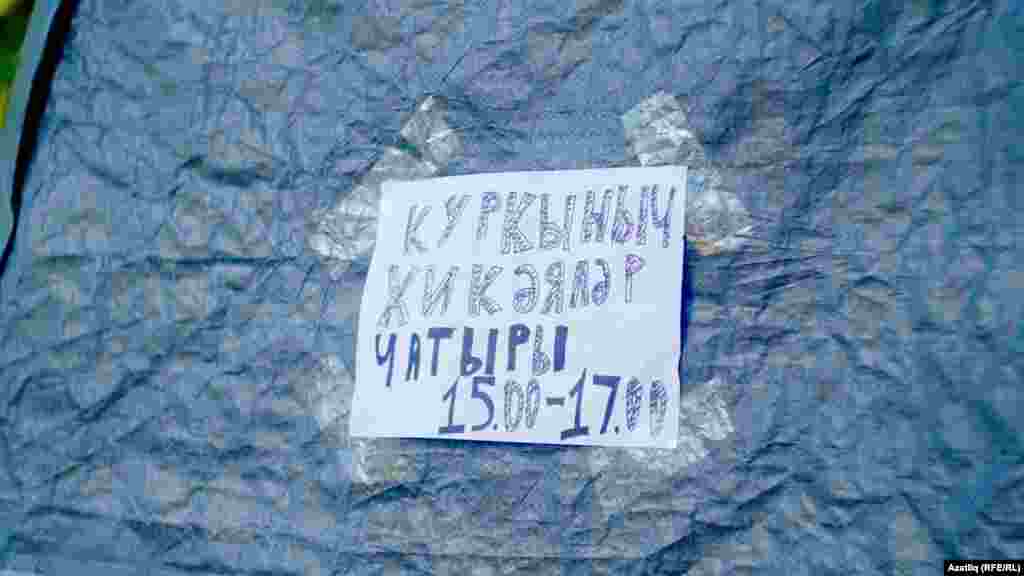 КУРКЫНЫЧ
ХИКӘЯЛӘР
ЧАТЫРЫ
15.00-17.00
Azatliq (RFE/RL)